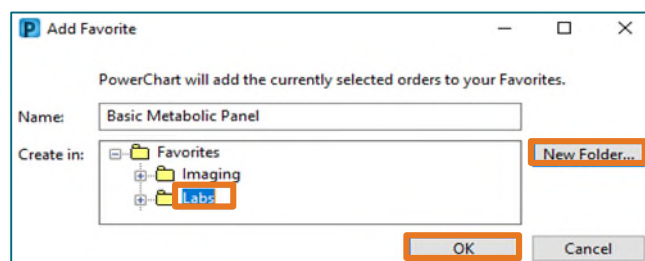 P Add Favorite
PowerChart will add the currently selected orders to your Favorites.
Name: Basic Metabolic Panel
Create in: Favorites New Folder...
Imaging
Labs
OK Cancel